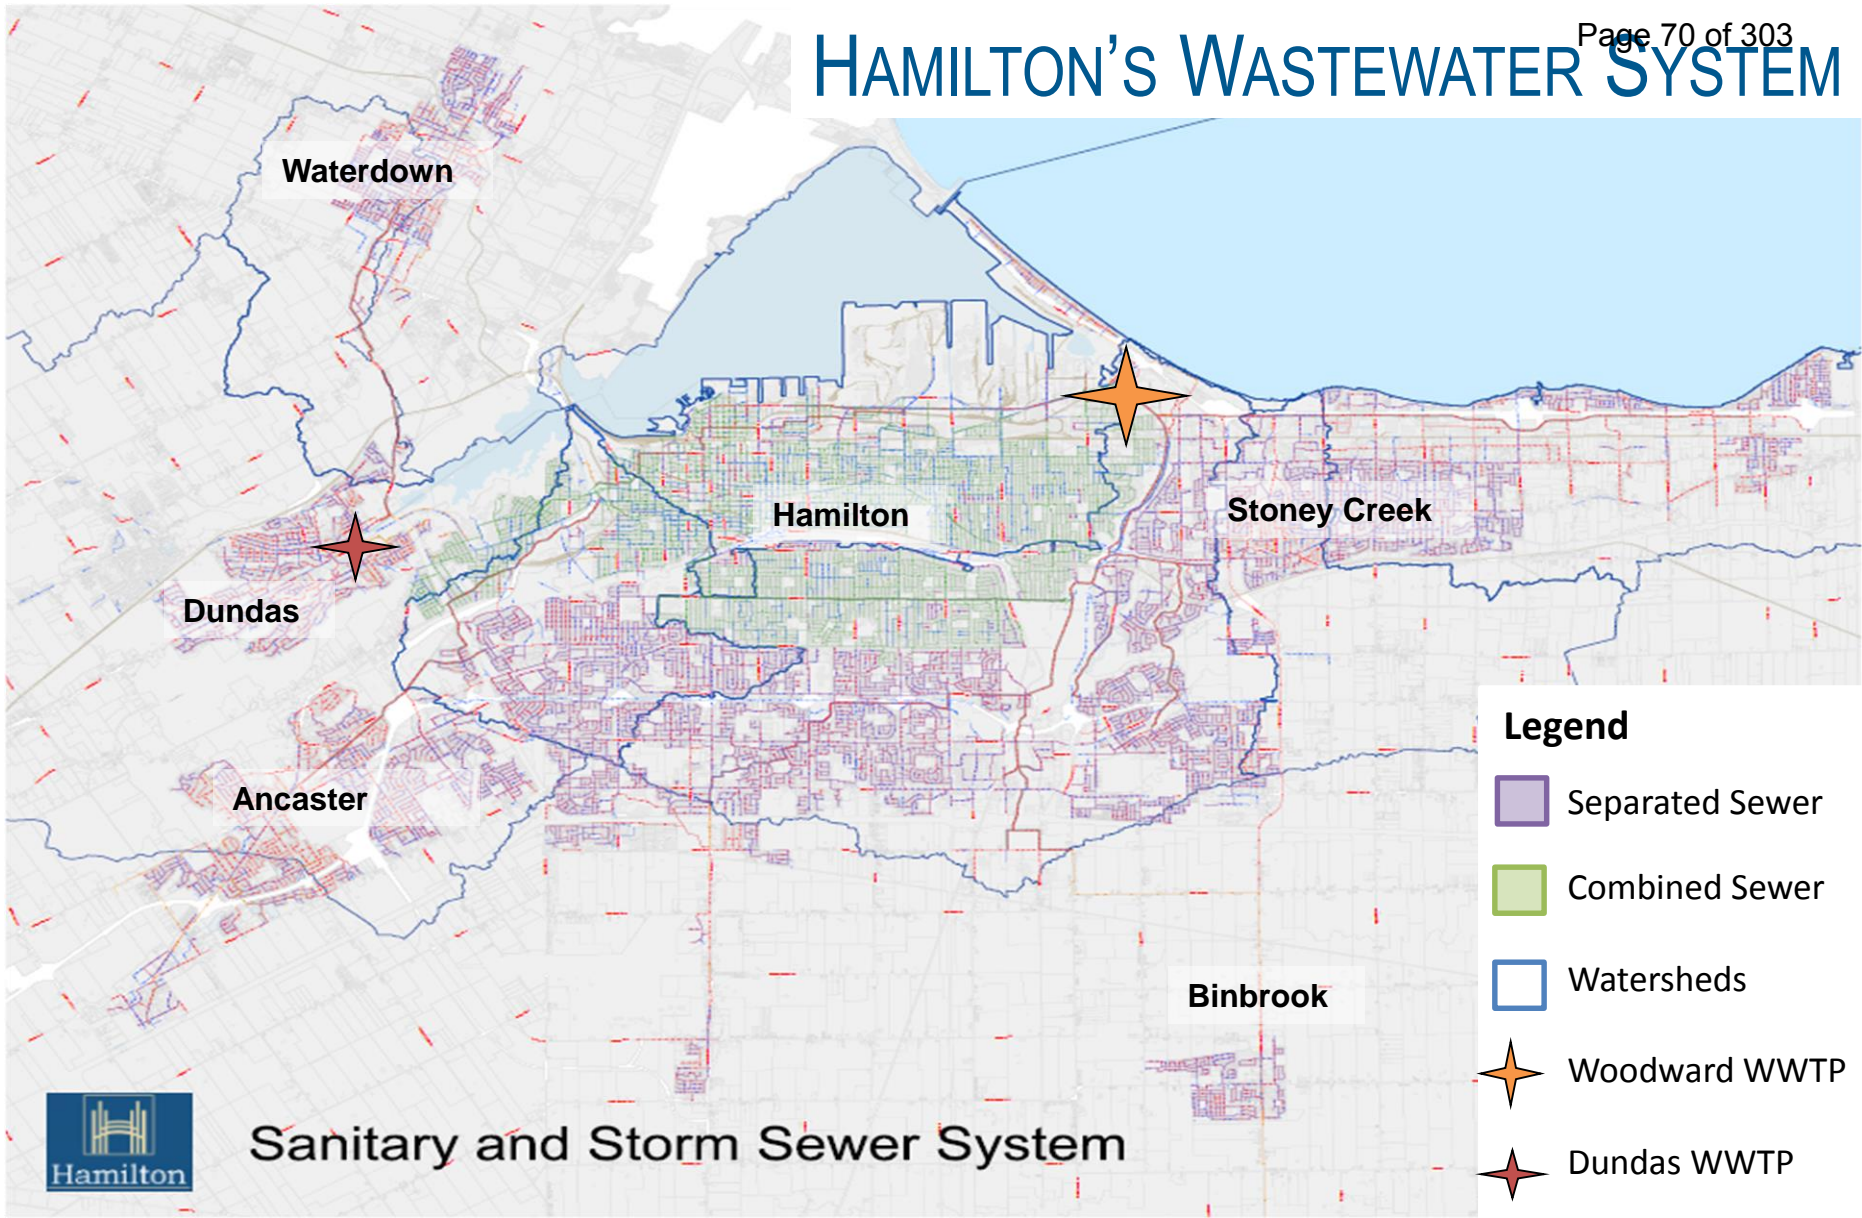 Page 70 of 303
HAMILTON'S WASTEWATER SYSTEM
Waterdown
Hamilton
Stoney Creek
Dundas
Ancaster
Binbrook
Legend
Separated Sewer
Combined Sewer
Watersheds
Woodward WWTP
Dundas WWTP
Hamilton
Sanitary and Storm Sewer System